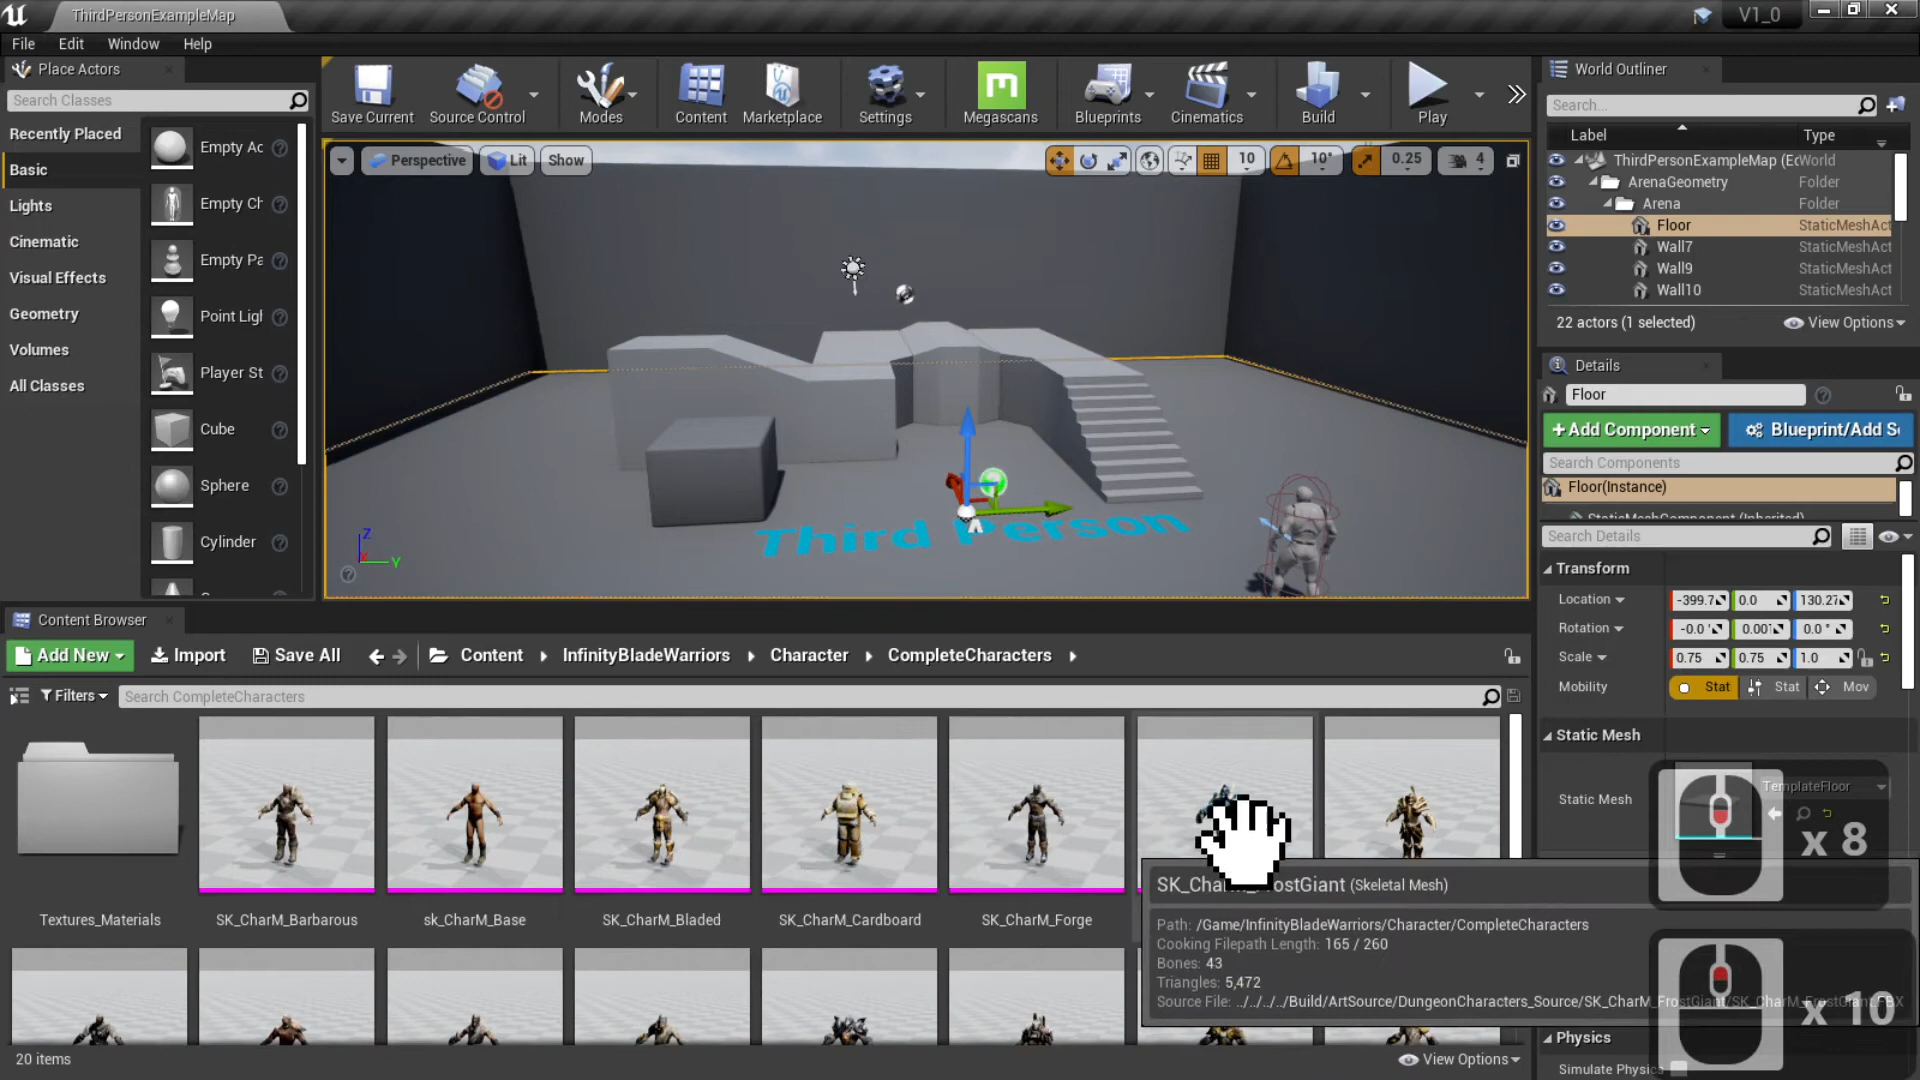 ThirdPersonExampleMap
V1_0
File Edit Window Help
Place Actors
Search Classes
Recently Placed
Basic
Lights
Cinematic
Visual Effects
Geometry
Volumes
All Classes
Empty Ac
Empty Ch
Empty Pa
Point Ligh
Player St
Cube
Sphere
Cylinder
Save Current
Source Control
Modes
Content
Marketplace
Settings
Megascans
Blueprints
Cinematics
Build
Play
Perspective
Lit
Show
10
10°
0.25
4
Third Person
Z
X
Y
World Outliner
Search...
Label Type
ThirdPersonExampleMap (Ec World
ArenaGeometry Folder
Arena Folder
Floor StaticMeshAct
Wall7 StaticMeshAct
Wall9 StaticMeshAct
Wall10 StaticMeshAct
22 actors (1 selected)
View Options
Details
Floor
+Add Component
Blueprint/Add S
Search Components
Floor(Instance)
StaticMeshComponent (Inherited)
Search Details
Transform
Location -399.7 0.0 130.27
Rotation -0.0 ° 0.00 0.0 °
Scale 0.75 0.75 1.0
Mobility Stat Stat Mov
Static Mesh
Static Mesh
TemplateFloor
x 8
x 10
Physics
Simulate Physics
Content Browser
Add New
Import
Save All
Content
InfinityBladeWarriors
Character
CompleteCharacters
Filters
Search CompleteCharacters
Textures_Materials
SK_CharM_Barbarous
sk_CharM_Base
SK_CharM_Bladed
SK_CharM_Cardboard
SK_CharM_Forge
(Skeletal Mesh)
Path: /Game/InfinityBladeWarriors/Character/CompleteCharacters
Cooking Filepath Length: 165 / 260
Bones: 43
Triangles: 5,472
Source File: ../../../../Build/ArtSource/DungeonCharacters_Source/SK_CharM_FrostGiant/SK_CharM_FrostGiant.FBX
20 items
View Options